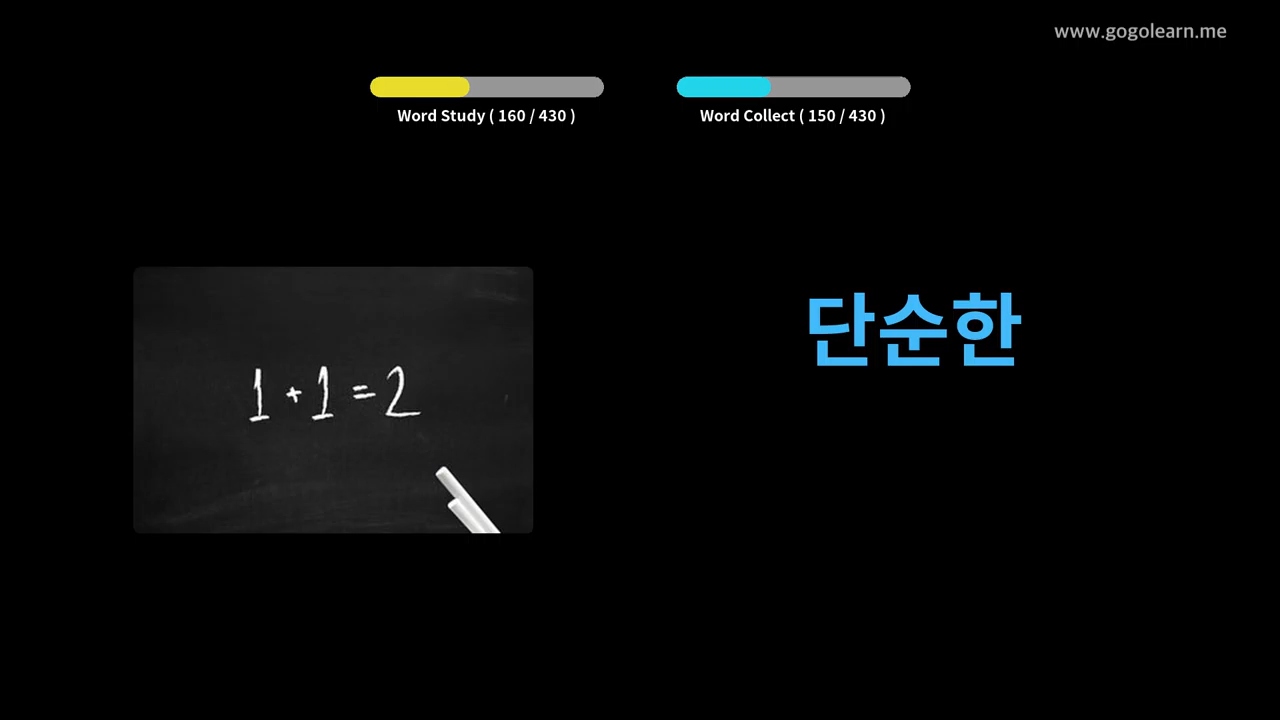 www.gogolearn.me
Word Study ( 160 / 430 )
Word Collect ( 150 / 430 )
단순한
1 + 1 = 2